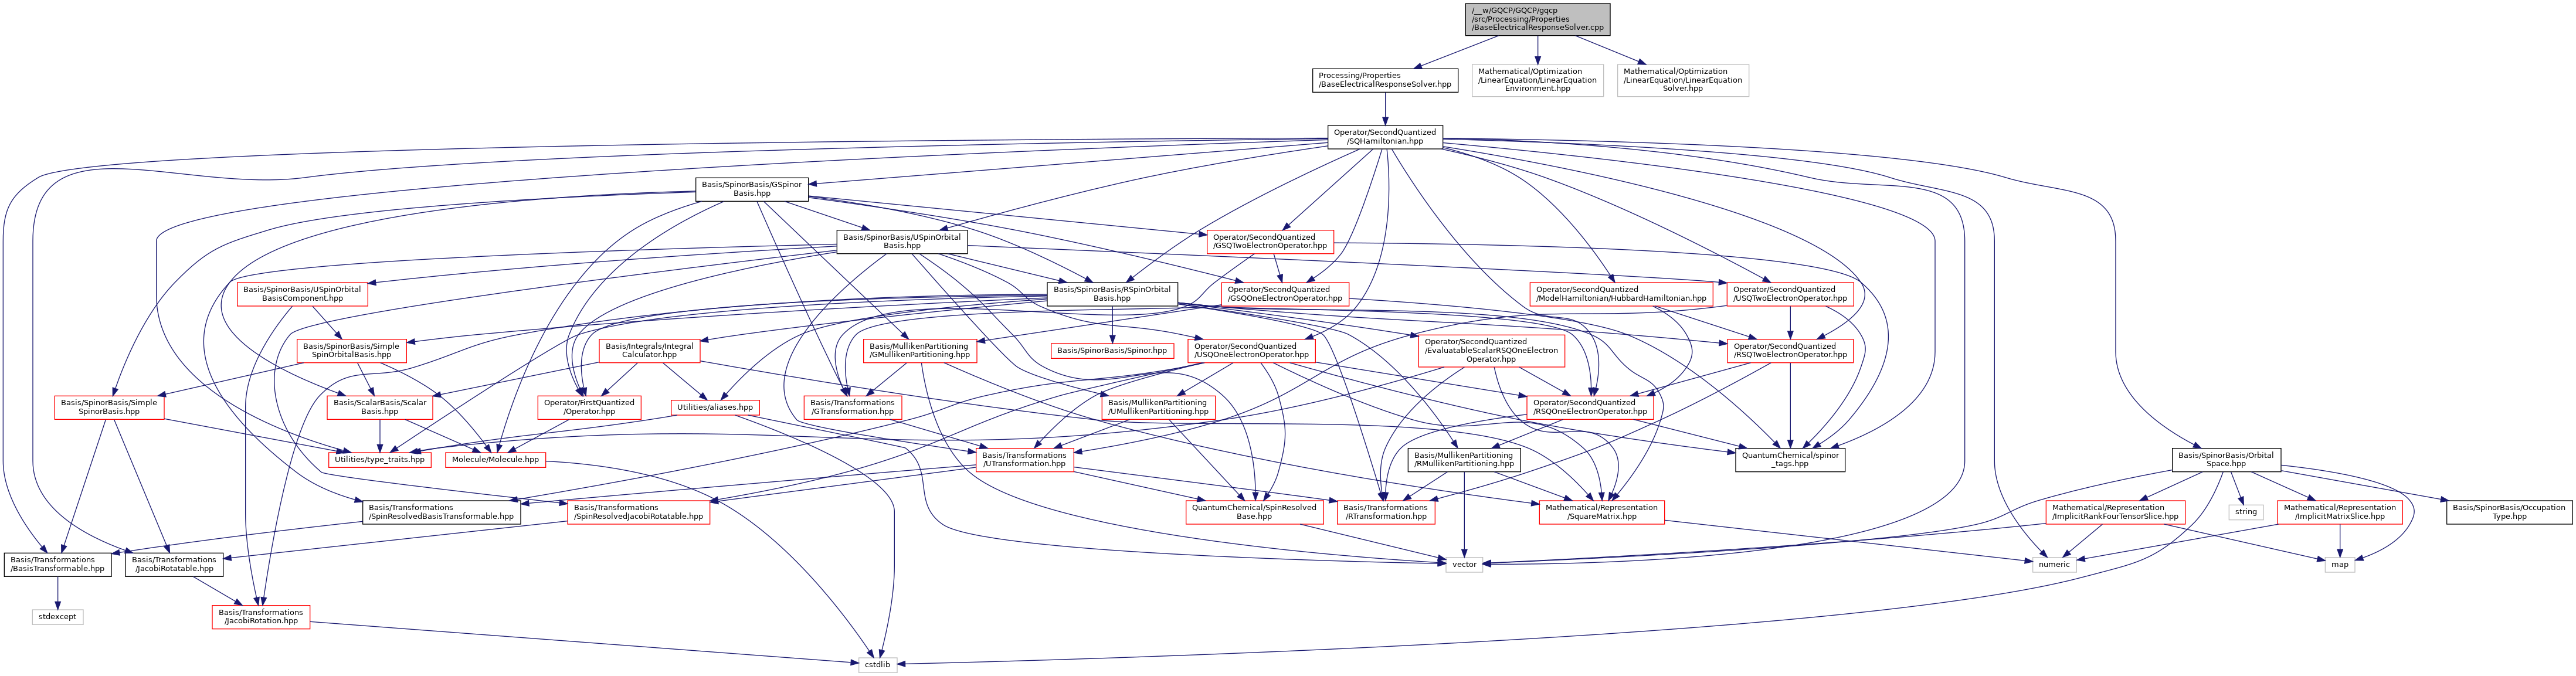 /__w/GQCP/GQCP/gqcp
/src/Processing/Properties
/BaseElectricalResponseSolver.cpp
Processing/Properties
/BaseElectricalResponseSolver.hpp
Mathematical/Optimization
/LinearEquation/LinearEquation
Environment.hpp
Mathematical/Optimization
/LinearEquation/LinearEquation
Solver.hpp
Operator/SecondQuantized
/SQHamiltonian.hpp
Basis/SpinorBasis/GSpinor
Basis.hpp
Basis/SpinorBasis/USpinOrbital
Basis.hpp
Operator/SecondQuantized
/GSQTwoElectronOperator.hpp
Basis/SpinorBasis/USpinOrbital
BasisComponent.hpp
Basis/SpinorBasis/RSpinOrbital
Basis.hpp
Operator/SecondQuantized
/GSQOneElectronOperator.hpp
Operator/SecondQuantized
/ModelHamiltonian/HubbardHamiltonian.hpp
Operator/SecondQuantized
/USQTwoElectronOperator.hpp
Basis/SpinorBasis/Simple
SpinOrbitalBasis.hpp
Basis/Integrals/Integral
Calculator.hpp
Basis/MullikenPartitioning
/GMullikenPartitioning.hpp
Basis/SpinorBasis/Spinor.hpp
Operator/SecondQuantized
/USQOneElectronOperator.hpp
Operator/SecondQuantized
/EvaluatableScalarRSQOneElectron
Operator.hpp
Operator/SecondQuantized
/RSQTwoElectronOperator.hpp
Basis/SpinorBasis/Simple
SpinorBasis.hpp
Basis/ScalarBasis/Scalar
Basis.hpp
Operator/FirstQuantized
/Operator.hpp
Utilities/aliases.hpp
Basis/Transformations
/GTransformation.hpp
Basis/MullikenPartitioning
/UMullikenPartitioning.hpp
Operator/SecondQuantized
/RSQOneElectronOperator.hpp
Utilities/type_traits.hpp
Molecule/Molecule.hpp
Basis/Transformations
/UTransformation.hpp
Basis/MullikenPartitioning
/RMullikenPartitioning.hpp
QuantumChemical/spinor
_tags.hpp
Basis/SpinorBasis/Orbital
Space.hpp
Basis/Transformations
/SpinResolvedBasisTransformable.hpp
Basis/Transformations
/SpinResolvedJacobiRotatable.hpp
QuantumChemical/SpinResolved
Base.hpp
Basis/Transformations
/RTransformation.hpp
Mathematical/Representation
/SquareMatrix.hpp
Mathematical/Representation
/ImplicitRankFourTensorSlice.hpp
string
Mathematical/Representation
/ImplicitMatrixSlice.hpp
Basis/SpinorBasis/Occupation
Type.hpp
Basis/Transformations
/BasisTransformable.hpp
Basis/Transformations
/JacobiRotatable.hpp
vector
numeric
map
stdexcept
Basis/Transformations
/JacobiRotation.hpp
cstdlib